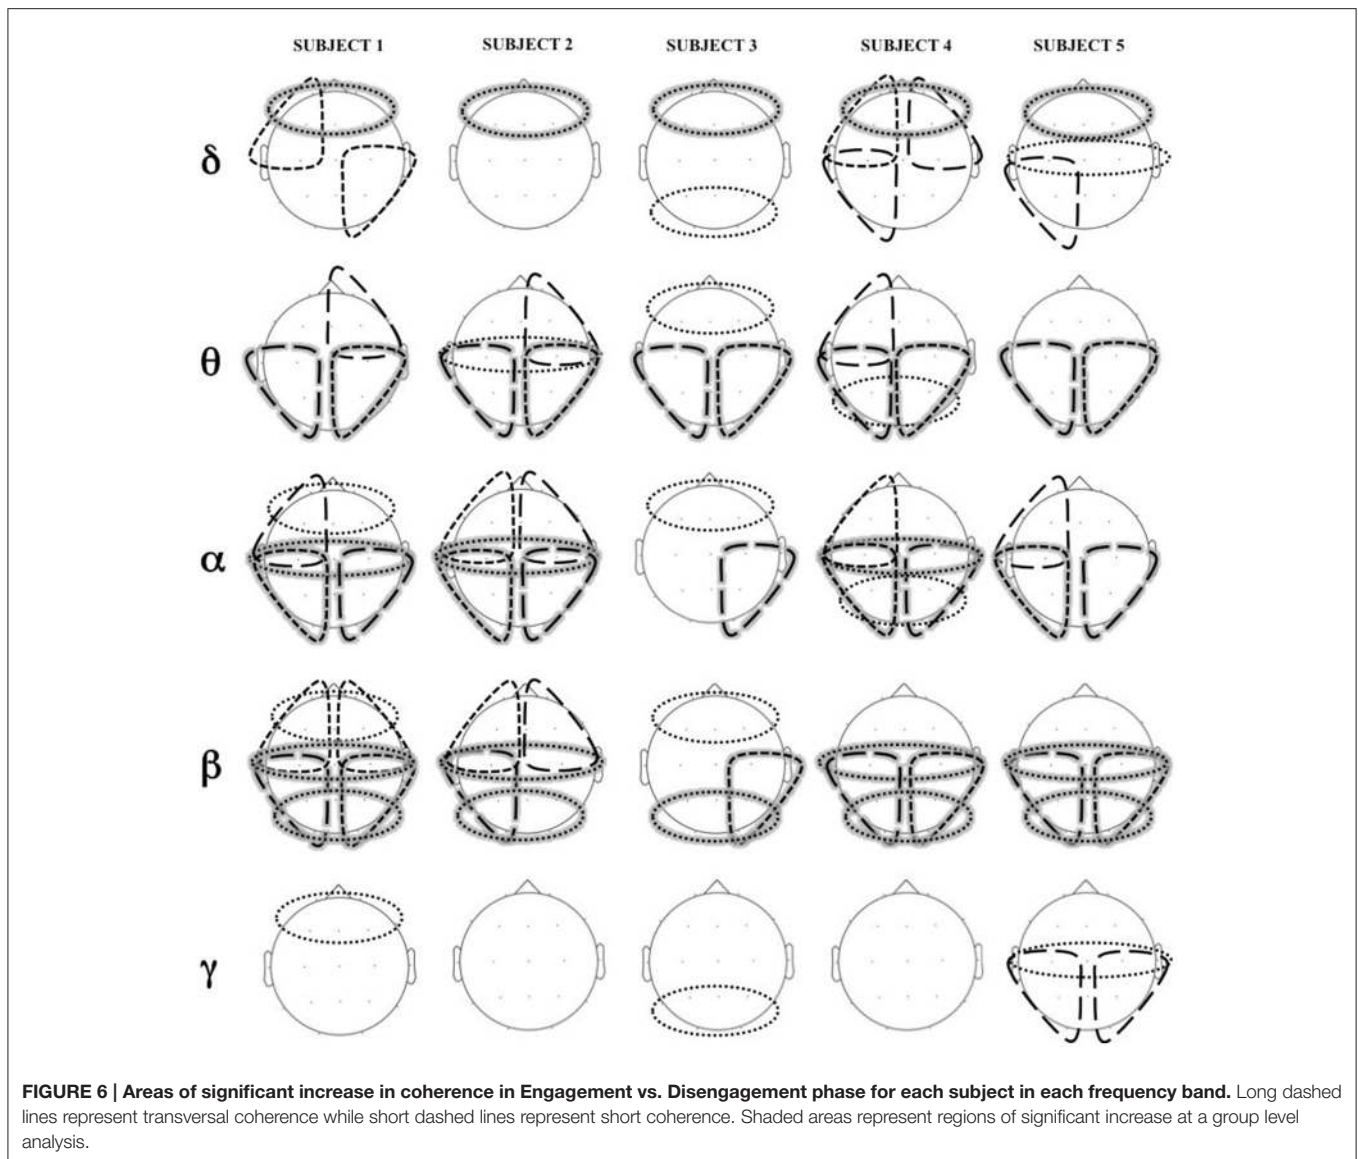 SUBJECT 1 SUBJECT 2 SUBJECT 3 SUBJECT 4 SUBJECT 5
δ
θ
α
β
γ
FIGURE 6 | Areas of significant increase in coherence in Engagement vs. Disengagement phase for each subject in each frequency band. Long dashed
lines represent transversal coherence while short dashed lines represent short coherence. Shaded areas represent regions of significant increase at a group level
analysis.